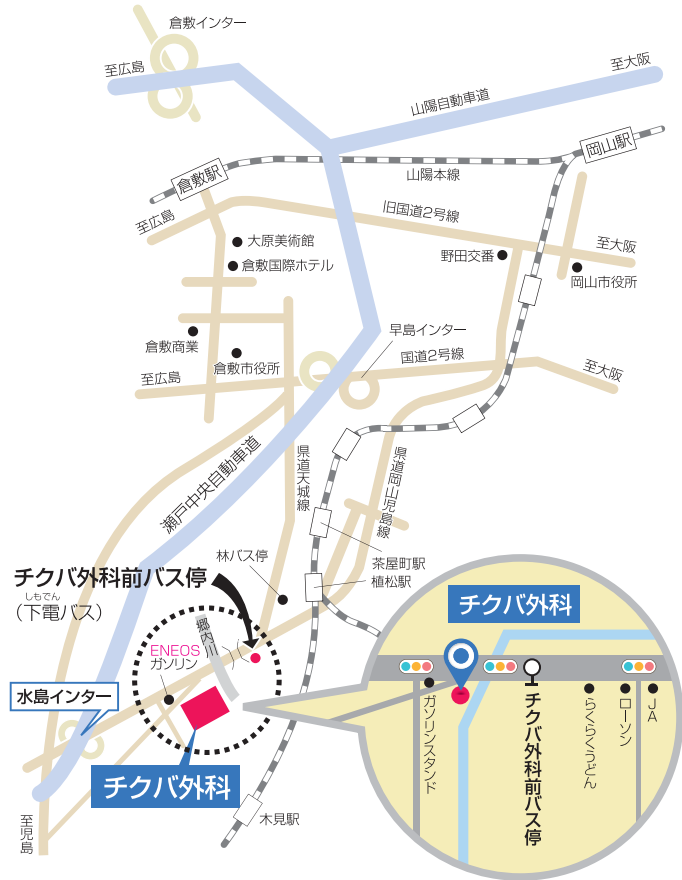 倉敷インター
至広島
至大阪
山陽自動車道
岡山駅
山陽本線
倉敷駅
至広島
旧国道2号線
大原美術館
野田交番
至大阪
倉敷国際ホテル
岡山市役所
早島インター
倉敷商業
国道2号線
倉敷市役所
至広島
至大阪
瀬戸中央自動車道
県道天城線
県道岡山児島線
林バス停
茶屋町駅
チクバ外科前バス停
植松駅
しもでん
(下電バス)
チクバ外科
郷内川
ENEOS
ガソリン
水島インター
ガソリンスタンド
チクバ外科前バス停
らくらくうどん
ローソン
JA
チクバ外科
至児島
木見駅